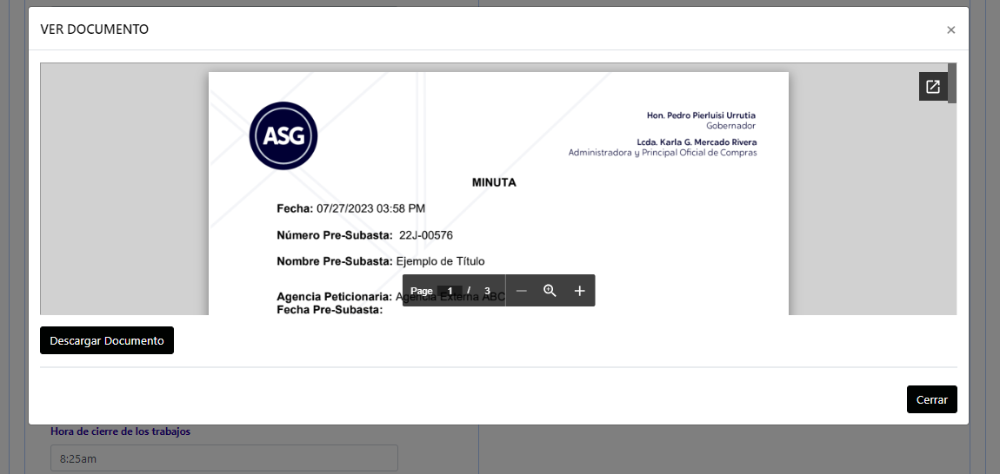 VER DOCUMENTO
×
ASG
Hon. Pedro Pierluisi Urrutia
Gobernador
Lcda. Karla G. Mercado Rivera
Administradora y Principal Oficial de Compras
MINUTA
Fecha: 07/27/2023 03:58 PM
Número Pre-Subasta: 22J-00576
Nombre Pre-Subasta: Ejemplo de Título
Agencia Peticionaria: Agencia Externa ABC
Page 1 / 3
Fecha Pre-Subasta:
Descargar Documento
Cerrar
Hora de cierre de los trabajos
8:25am